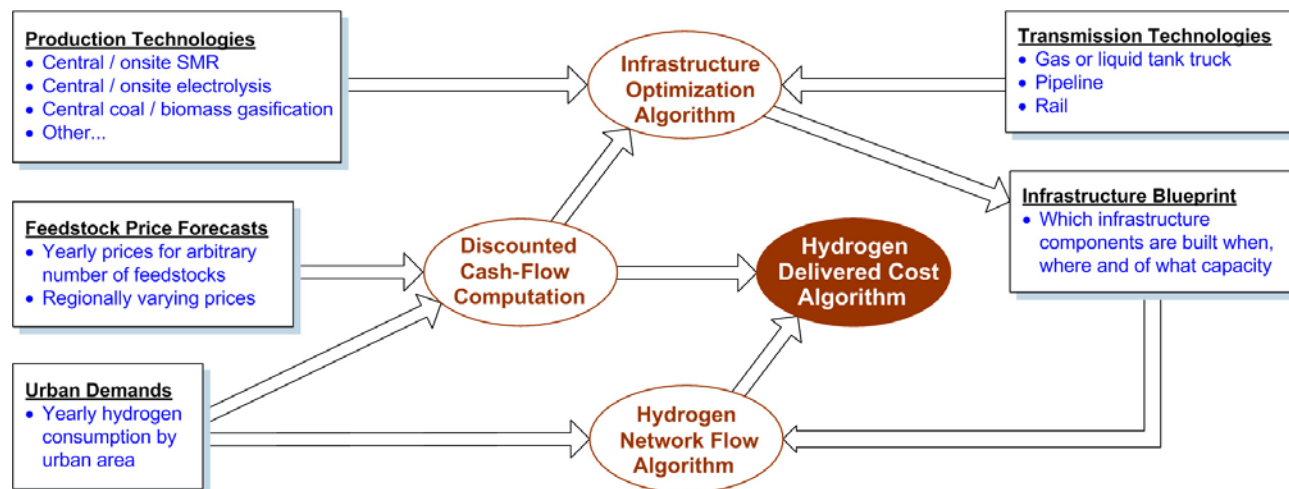 Production Technologies
• Central / onsite SMR
• Central / onsite electrolysis
• Central coal / biomass gasification
• Other...
Infrastructure
Optimization
Algorithm
Transmission Technologies
• Gas or liquid tank truck
• Pipeline
• Rail
Feedstock Price Forecasts
• Yearly prices for arbitrary
number of feedstocks
• Regionally varying prices
Discounted
Cash-Flow
Computation
Hydrogen
Delivered Cost
Algorithm
Infrastructure Blueprint
• Which infrastructure
components are built when,
where and of what capacity
Urban Demands
• Yearly hydrogen
consumption by
urban area
Hydrogen
Network Flow
Algorithm